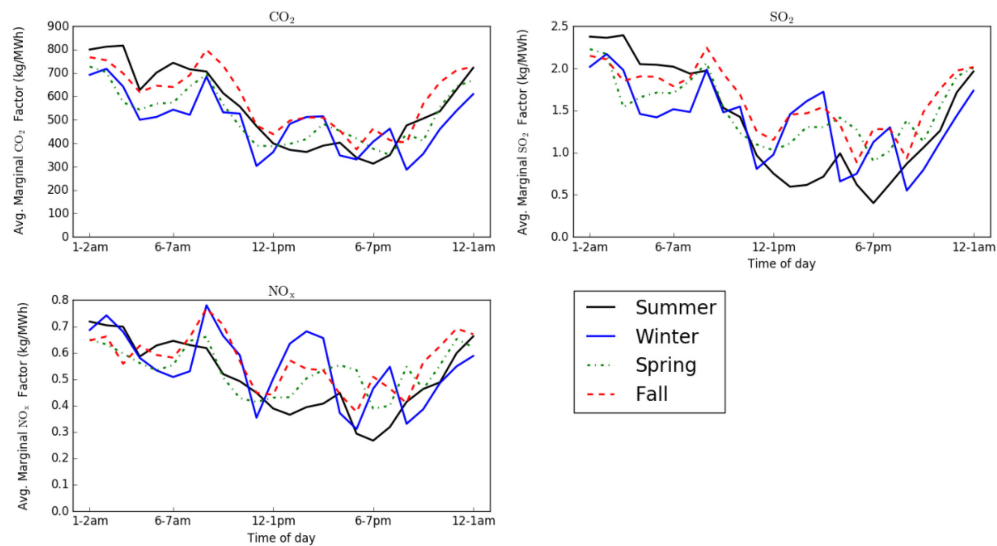 CO₂
Avg. Marginal CO₂ Factor (kg/MWh)
900
800
700
600
500
400
300
200
100
0
1-2am 6-7am 12-1pm 6-7pm 12-1am
SO₂
Avg. Marginal SO₂ Factor (kg/MWh)
2.5
2.0
1.5
1.0
0.5
0.0
1-2am 6-7am 12-1pm 6-7pm 12-1am
Time of day
NOₓ
Avg. Marginal NOₓ Factor (kg/MWh)
0.8
0.7
0.6
0.5
0.4
0.3
0.2
0.1
0.0
1-2am 6-7am 12-1pm 6-7pm 12-1am
Time of day
Summer
Winter
Spring
Fall